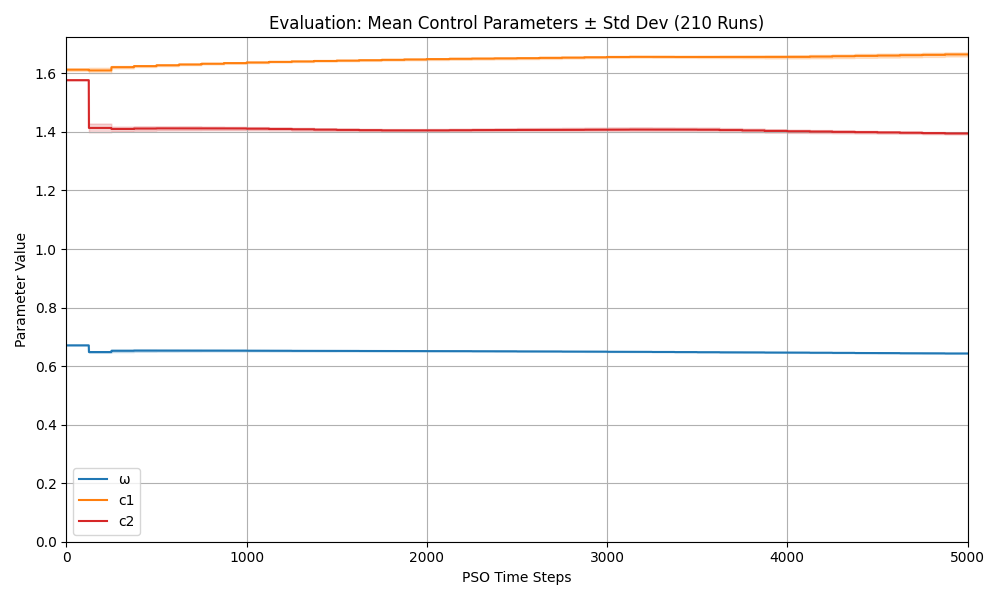 Evaluation: Mean Control Parameters ± Std Dev (210 Runs)
Parameter Value
1.6
1.4
1.2
1.0
0.8
0.6
0.4
0.2
0.0
ω
c1
c2
0 1000 2000 3000 4000 5000
PSO Time Steps